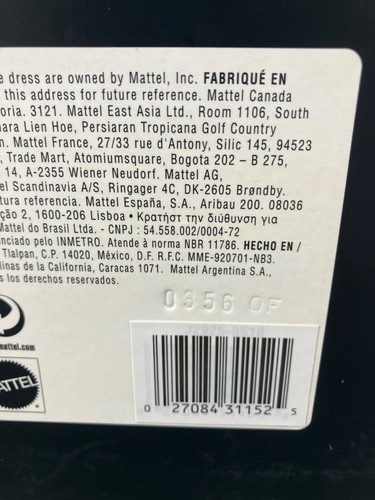 e dress are owned by Mattel, Inc. FABRIQUÉ EN
this address for future reference. Mattel Canada
oria. 3121. Mattel East Asia Ltd., Room 1106, South
ara Lien Hoe, Persiaran Tropicana Golf Country
n. Mattel France, 27/33 rue d'Antony, Silic 145, 94523
, Trade Mart, Atomiumsquare, Bogota 202 – B 275,
14, A-2355 Wiener Neudorf. Mattel AG,
el Scandinavia A/S, Ringager 4C, DK-2605 Brøndby.
tura referencia. Mattel España, S.A., Aribau 200. 08036
ção 2, 1600-206 Lisboa • Κρατήστ την διύθυνση για
Mattel do Brasil Ltda. - CNPJ : 54.558.002/0004-72
nciado pelo INMETRO. Atende à norma NBR 11786. HECHO EN /
Tlalpan, C.P. 14020, México, D.F. R.F.C. MME-920701-NB3.
linas de la California, Caracas 1071. Mattel Argentina S.A.,
s los derechos reservados.
0356 OF
mattel.com
MATTEL
0 27084 31152 5